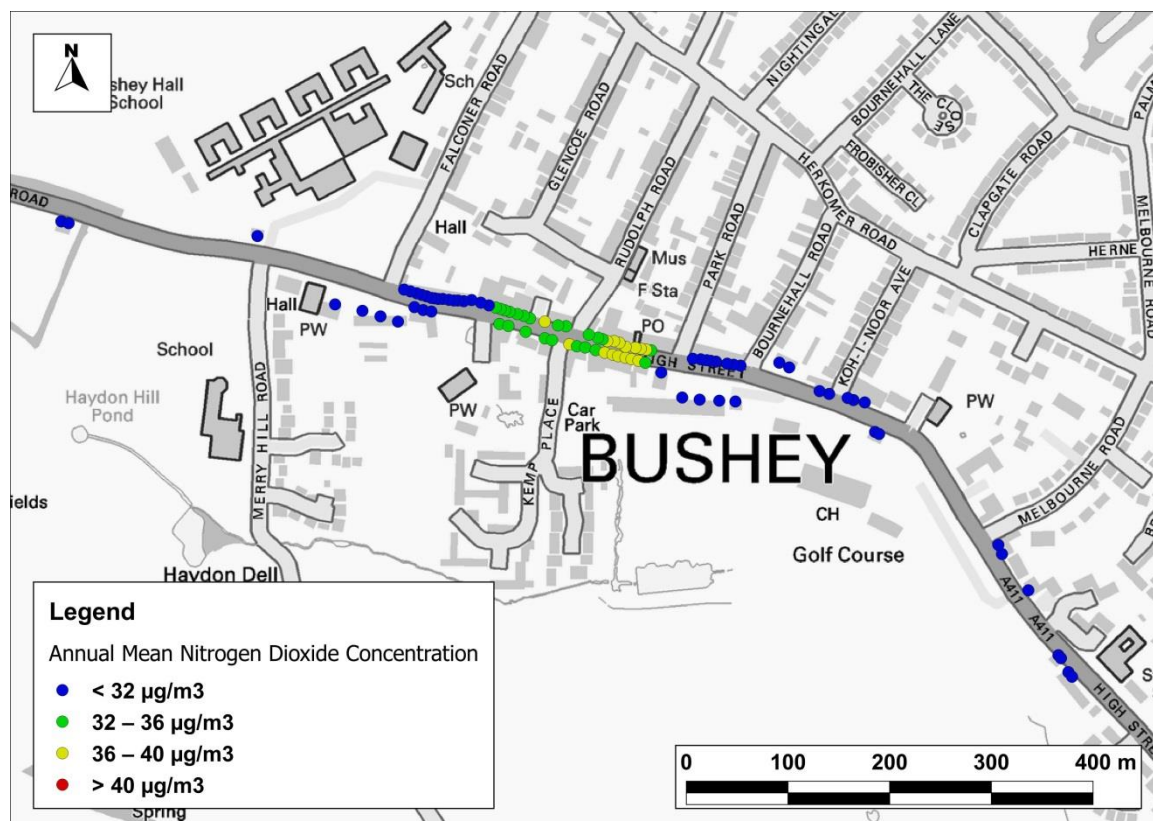 N
shey Hall
School
Sch
FALCONER ROAD
GLENCOE ROAD
RUDOLPH ROAD
PARK ROAD
NIGHTINGAL
BOURNEHALL LANE
THE CLOSE
FROBISHER CL
HERKOMER ROAD
CLAPGATE ROAD
PALM
MELBOURNE ROAD
HERNE
ROAD
Hall
Mus
F Sta
BOURNEHALL ROAD
KOH-I-NOOR AVE
Hall
PW
PO
IGH STREET
School
MERRY HILL ROAD
Haydon Hill
Pond
PW
KEMP PLACE
Car
Park
BUSHEY
PW
MELBOURNE ROAD
ields
CH
Golf Course
Haydon Dell
A411
A411
HIGH STRE
S
Spring
Legend
Annual Mean Nitrogen Dioxide Concentration
< 32 µg/m3
32 – 36 µg/m3
36 – 40 µg/m3
> 40 µg/m3
0 100 200 300 400 m